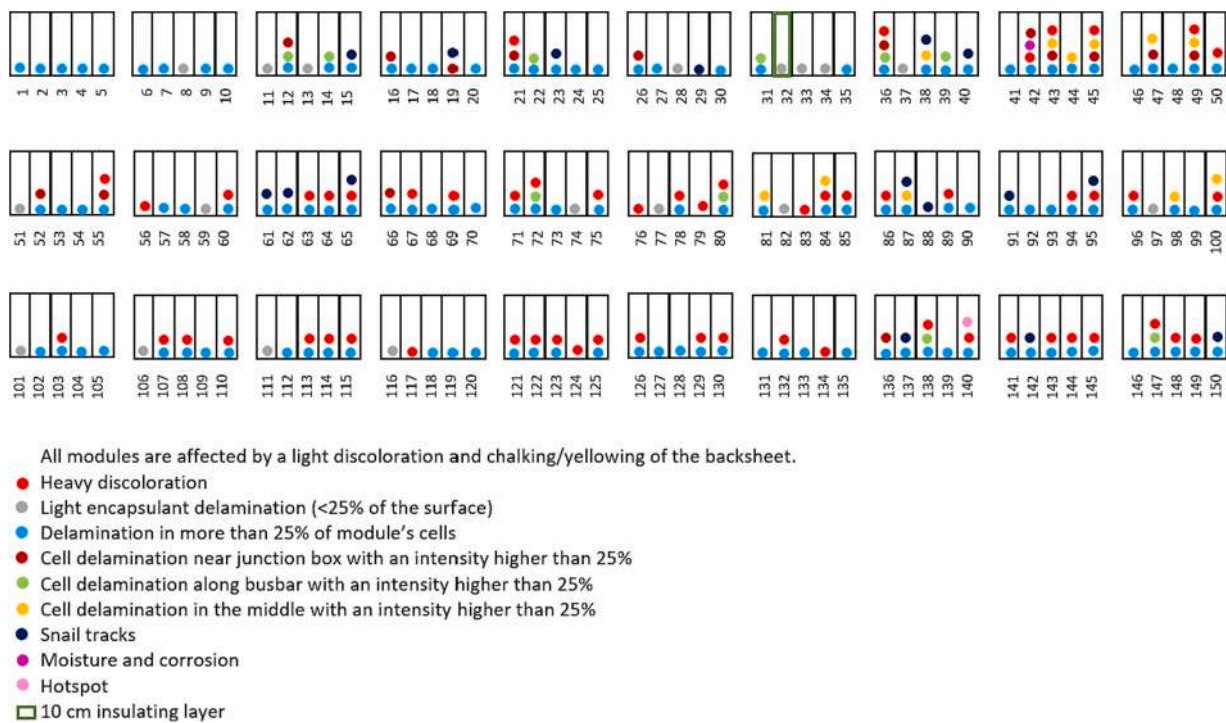 1 2 3 4 5 6 7 8 9 10 11 12 13 14 15 16 17 18 19 20 21 22 23 24 25 26 27 28 29 30 31 32 33 34 35 36 37 38 39 40 41 42 43 44 45 46 47 48 49 50
51 52 53 54 55 56 57 58 59 60 61 62 63 64 65 66 67 68 69 70 71 72 73 74 75 76 77 78 79 80 81 82 83 84 85 86 87 88 89 90 91 92 93 94 95 96 97 98 99 100
101 102 103 104 105 106 107 108 109 110 111 112 113 114 115 116 117 118 119 120 121 122 123 124 125 126 127 128 129 130 131 132 133 134 135 136 137 138 139 140 141 142 143 144 145 146 147 148 149 150
All modules are affected by a light discoloration and chalking/yellowing of the backsheet.
Heavy discoloration
Light encapsulant delamination (<25% of the surface)
Delamination in more than 25% of module's cells
Cell delamination near junction box with an intensity higher than 25%
Cell delamination along busbar with an intensity higher than 25%
Cell delamination in the middle with an intensity higher than 25%
Snail tracks
Moisture and corrosion
Hotspot
10 cm insulating layer